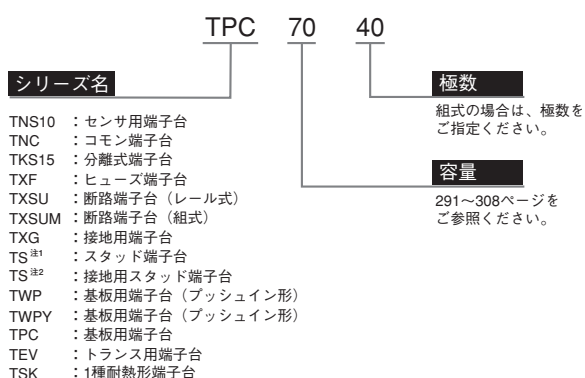 TPC 70 40
シリーズ名
TNS10 ：センサ用端子台
TNC ：コモン端子台
TKS15 ：分離式端子台
TXF ：ヒューズ端子台
TXSU ：断路端子台（レール式）
TXSUM ：断路端子台（組式）
TXG ：接地用端子台
TS注1 ：スタッド端子台
TS注2 ：接地用スタッド端子台
TWP ：基板用端子台（プッシュイン形）
TWPY ：基板用端子台（プッシュイン形）
TPC ：基板用端子台
TEV ：トランス用端子台
TSK ：1種耐熱形端子台
極数
組式の場合は、極数を
ご指定ください。
容量
291〜308ページを
ご参照ください。